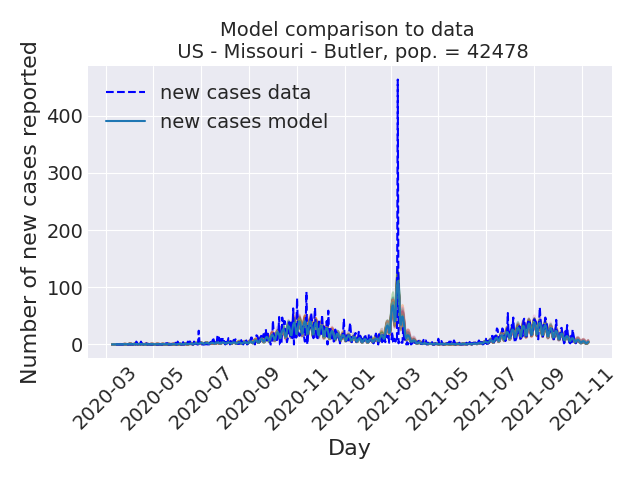 Model comparison to data
US - Missouri - Butler, pop. = 42478
Number of new cases reported
400
300
200
100
0
new cases data
new cases model
2020-03
2020-05
2020-07
2020-09
2020-11
2021-01
2021-03
2021-05
2021-07
2021-09
2021-11
Day